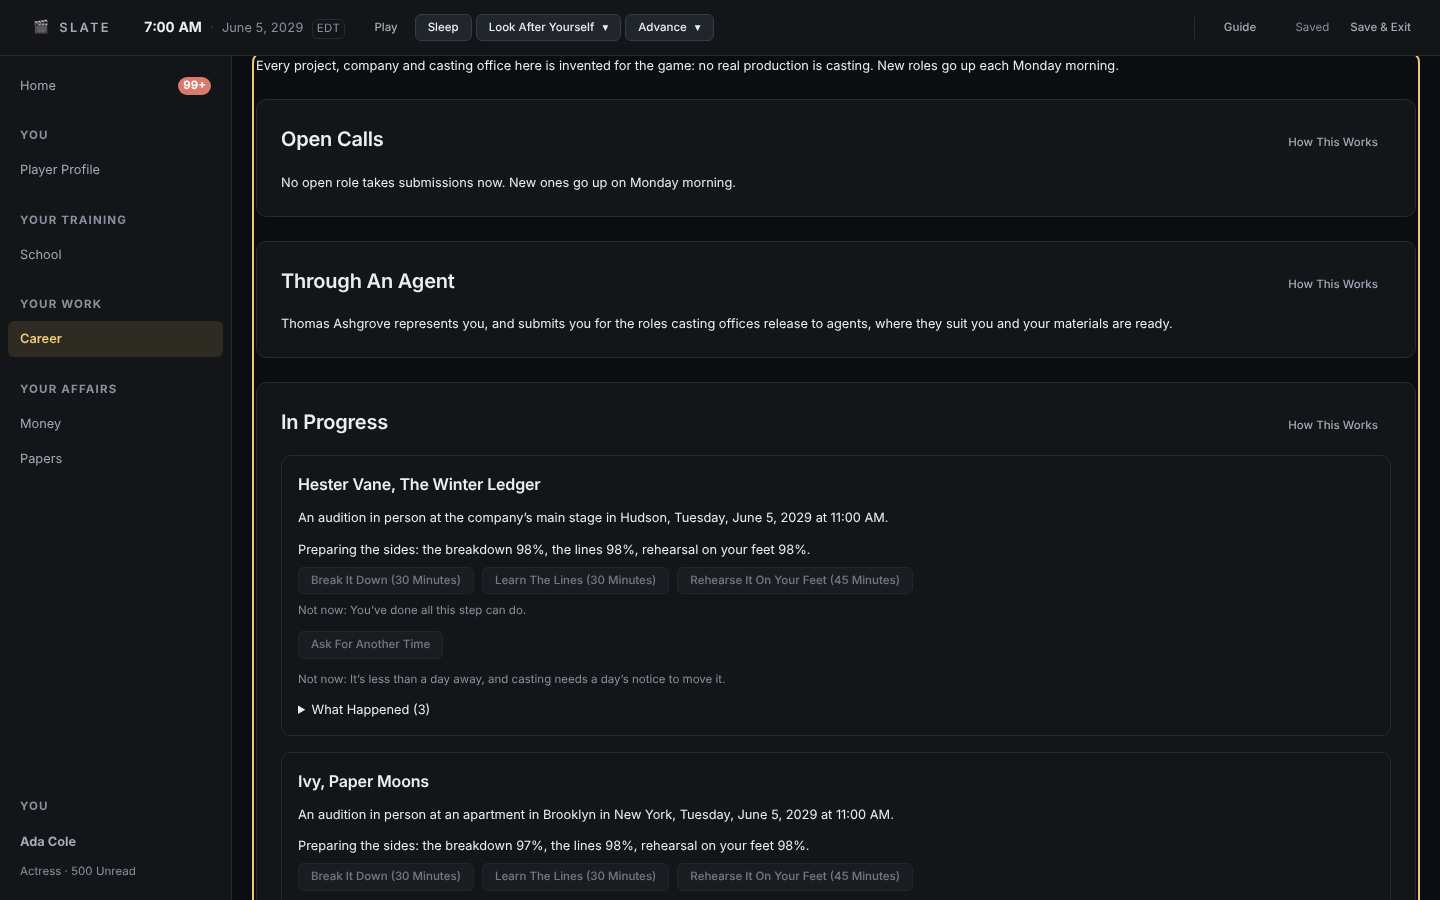 SLATE
7:00 AM · June 5, 2029 EDT
Play
Sleep
Look After Yourself ▾
Advance ▾
Guide
Saved
Save & Exit
Home
99+
YOU
Player Profile
YOUR TRAINING
School
YOUR WORK
Career
YOUR AFFAIRS
Money
Papers
YOU
Ada Cole
Actress · 500 Unread
Every project, company and casting office here is invented for the game: no real production is casting. New roles go up each Monday morning.
Open Calls
How This Works
No open role takes submissions now. New ones go up on Monday morning.
Through An Agent
How This Works
Thomas Ashgrove represents you, and submits you for the roles casting offices release to agents, where they suit you and your materials are ready.
In Progress
How This Works
Hester Vane, The Winter Ledger
An audition in person at the company’s main stage in Hudson, Tuesday, June 5, 2029 at 11:00 AM.
Preparing the sides: the breakdown 98%, the lines 98%, rehearsal on your feet 98%.
Break It Down (30 Minutes)
Learn The Lines (30 Minutes)
Rehearse It On Your Feet (45 Minutes)
Not now: You've done all this step can do.
Ask For Another Time
Not now: It’s less than a day away, and casting needs a day’s notice to move it.
▶ What Happened (3)
Ivy, Paper Moons
An audition in person at an apartment in Brooklyn in New York, Tuesday, June 5, 2029 at 11:00 AM.
Preparing the sides: the breakdown 97%, the lines 98%, rehearsal on your feet 98%.
Break It Down (30 Minutes)
Learn The Lines (30 Minutes)
Rehearse It On Your Feet (45 Minutes)